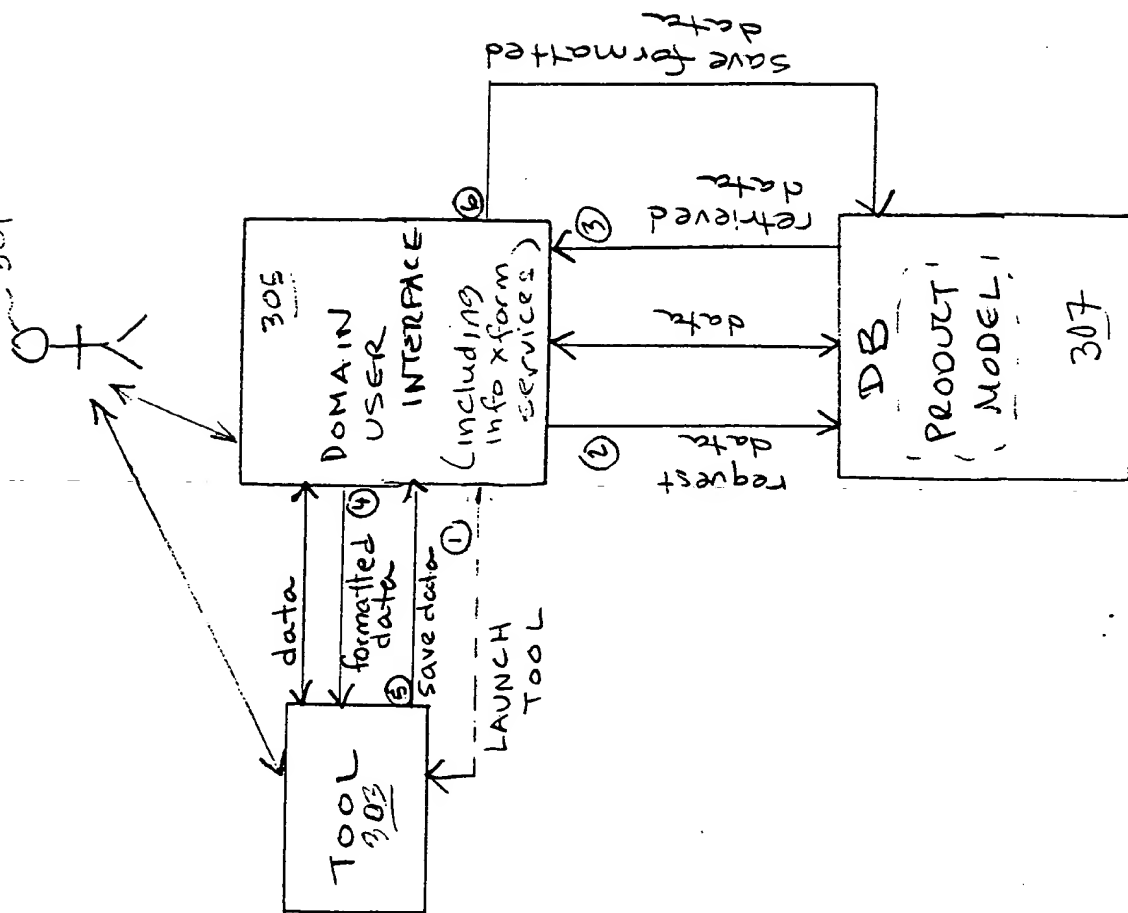 301
305
DOMAIN
USER
INTERFACE
(including
info xform
services)
TOOL
303
data
④
formatted
data
⑤
save data
①
LAUNCH
TOOL
②
request
data
data
③
retrieved
data
⑥
save formatted
data
DB
PRODUCT
MODEL
307